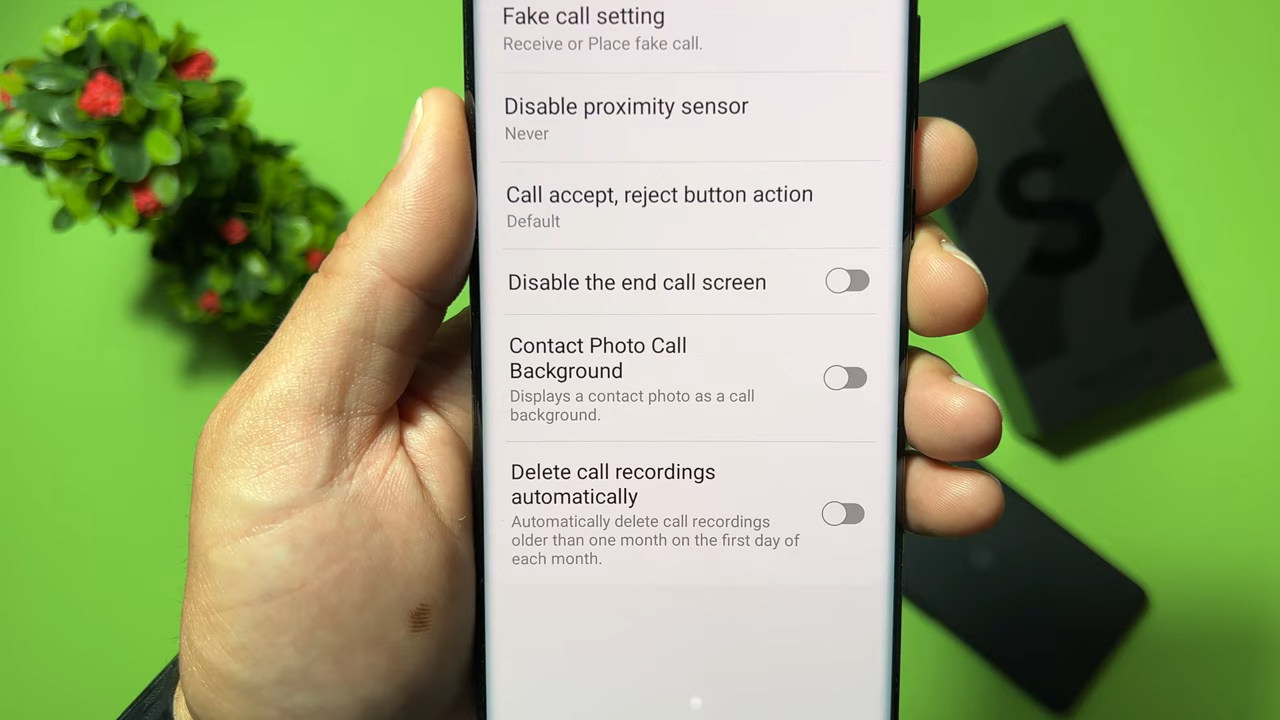 Fake call setting
Receive or Place fake call.
Disable proximity sensor
Never
Call accept, reject button action
Default
Disable the end call screen
Contact Photo Call
Background
Displays a contact photo as a call
background.
Delete call recordings
automatically
Automatically delete call recordings
older than one month on the first day of
each month.
S